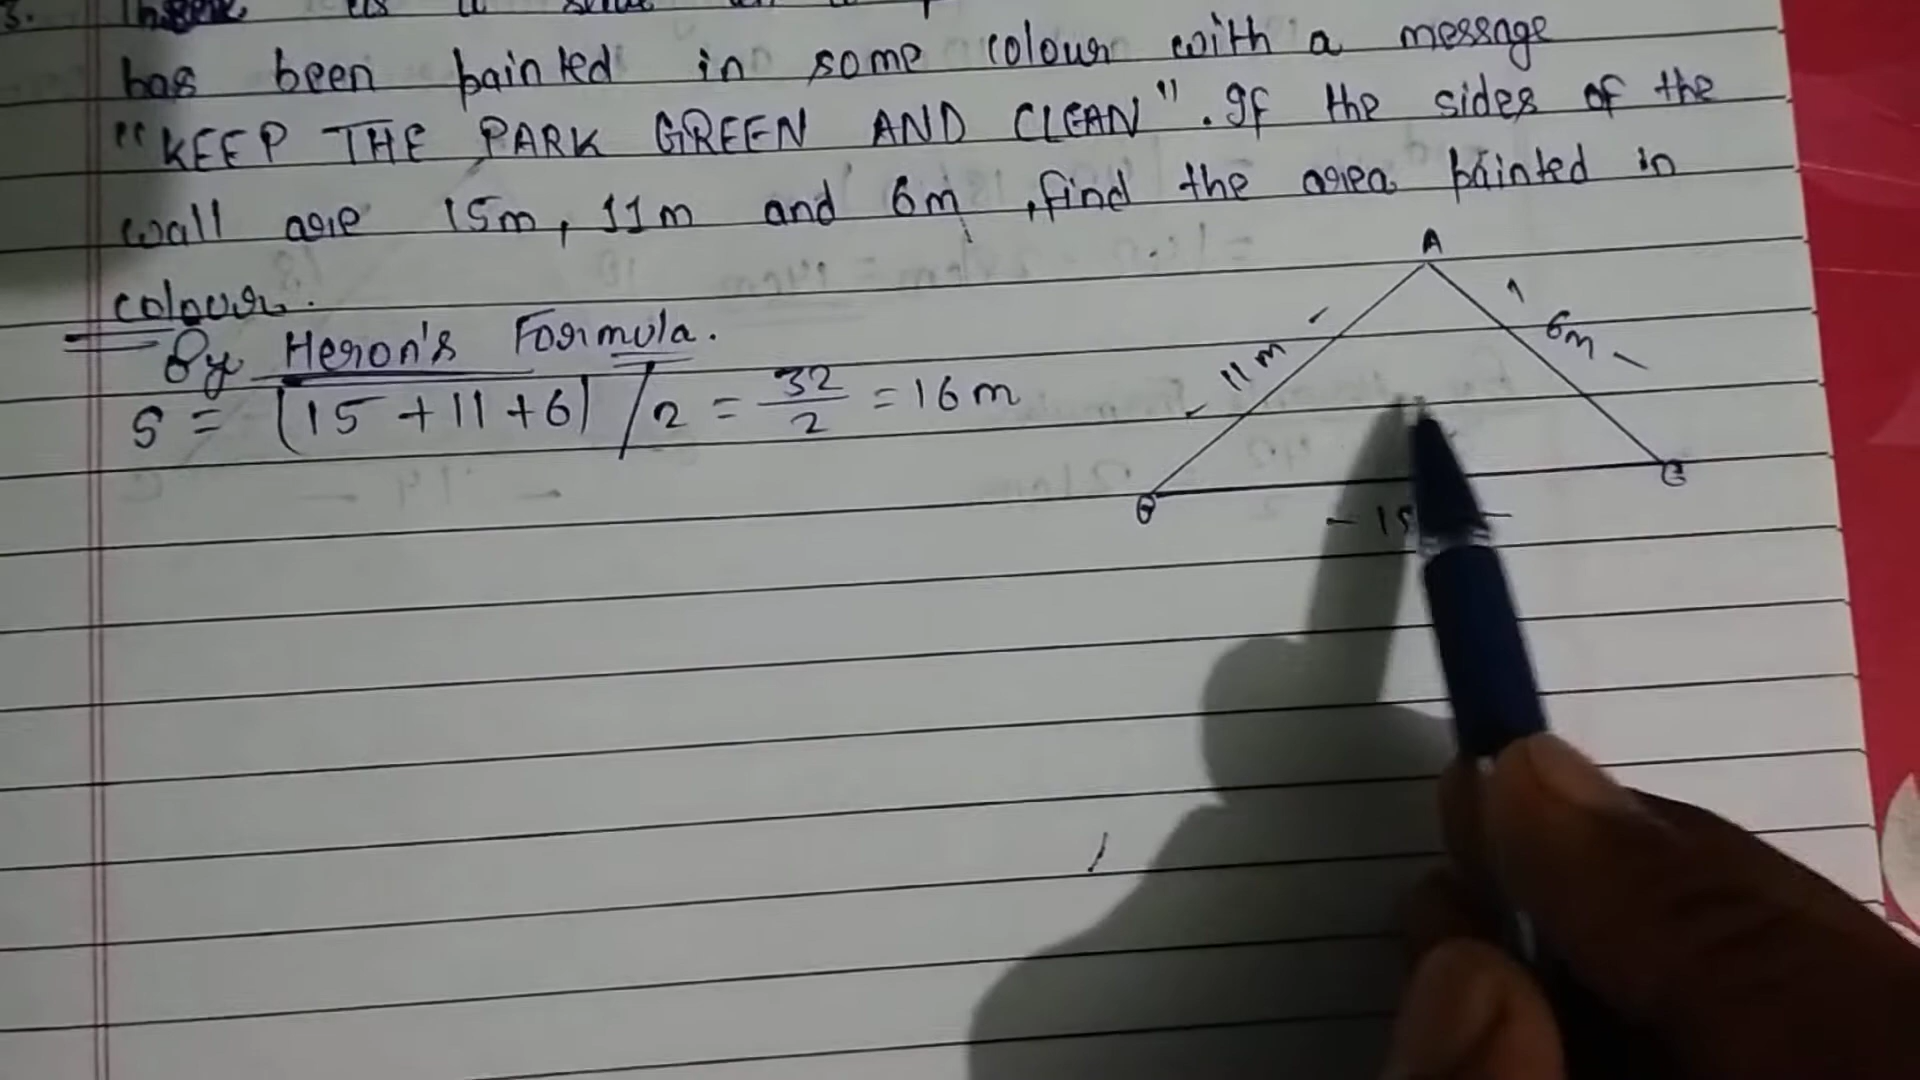 3.
has been painted in some colour with a message
"KEEP THE PARK GREEN AND CLEAN". If the sides of the
wall are 15m, 11m and 6m, find the area painted in
colour.
By Heron's Formula.
S = (15 + 11 + 6) / 2 = 32/2 = 16m
A
11m
6m
B
C